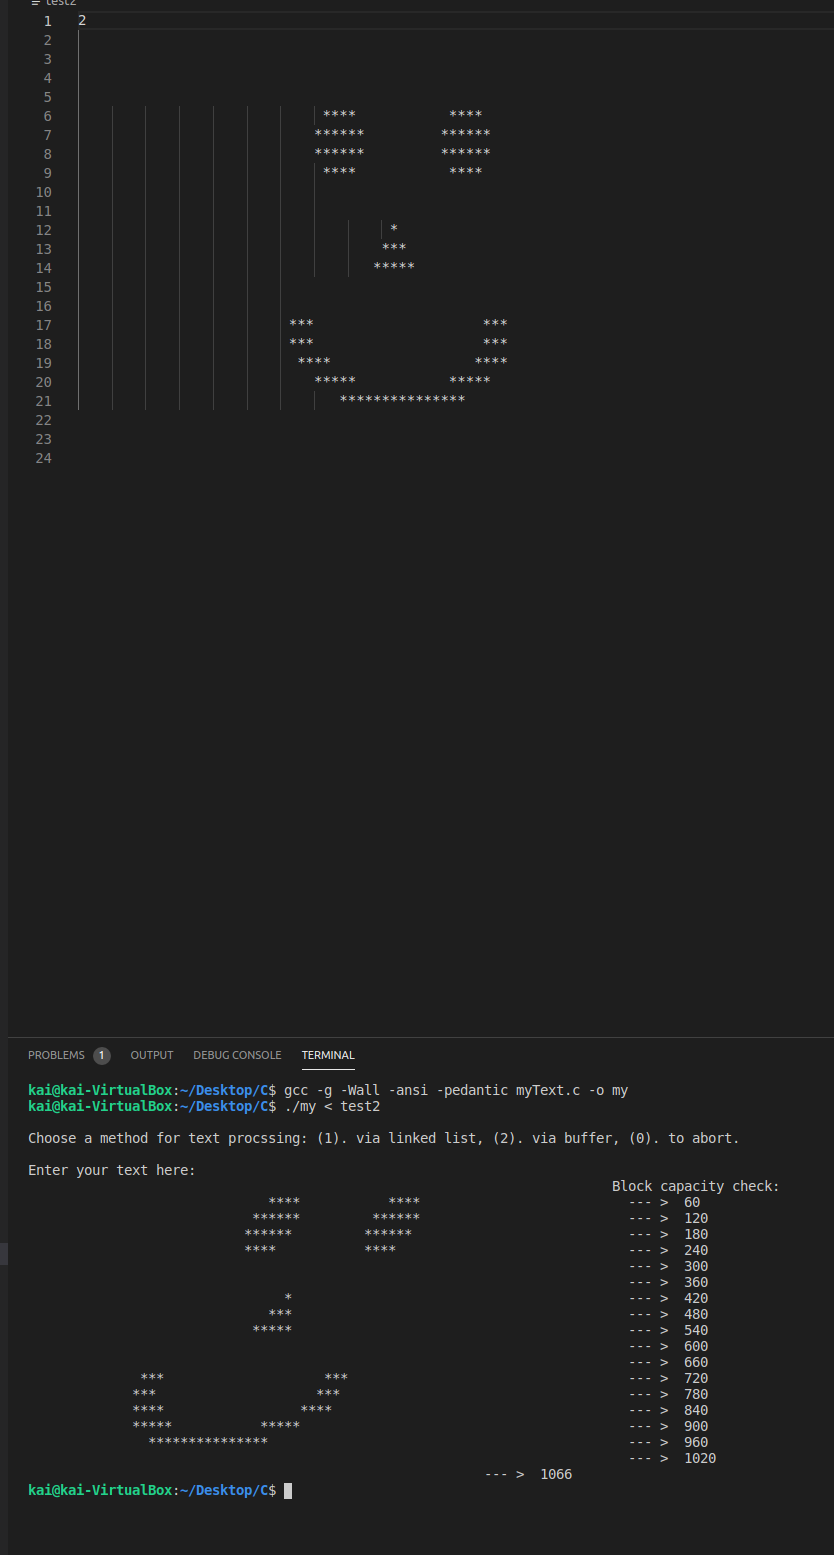 test2
1 2
2
3
4
5
6                              ****           ****
7                             ******         ******
8                             ******         ******
9                              ****           ****
10
11
12                                      *
13                                     ***
14                                    *****
15
16
17                          ***                    ***
18                          ***                    ***
19                           ****                 ****
20                             *****           *****
21                                ***************
22
23
24
PROBLEMS 1 OUTPUT DEBUG CONSOLE TERMINAL
kai@kai-VirtualBox:~/Desktop/C$ gcc -g -Wall -ansi -pedantic myText.c -o my
kai@kai-VirtualBox:~/Desktop/C$ ./my < test2
Choose a method for text procssing: (1). via linked list, (2). via buffer, (0). to abort.
Enter your text here:
                                                                         Block capacity check:
                              ****           ****                          --- >  60
                            ******         ******                          --- >  120
                           ******         ******                           --- >  180
                           ****           ****                             --- >  240
                                                                           --- >  300
                                                                           --- >  360
                                *                                          --- >  420
                              ***                                          --- >  480
                            *****                                          --- >  540
                                                                           --- >  600
                                                                           --- >  660
              ***                    ***                                   --- >  720
             ***                    ***                                    --- >  780
             ****                 ****                                     --- >  840
             *****           *****                                         --- >  900
               ***************                                             --- >  960
                                                                           --- >  1020
                                                         --- >  1066
kai@kai-VirtualBox:~/Desktop/C$